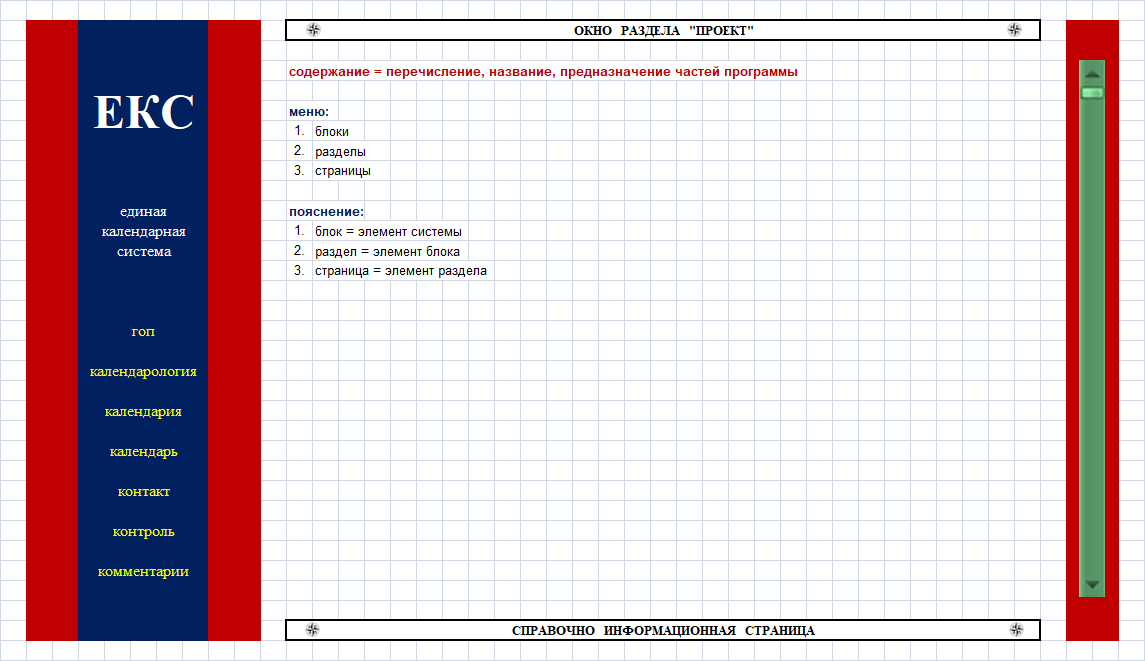 ЕКС
единая
календарная
система
гоп
календарология
календария
календарь
контакт
контроль
комментарии
ОКНО РАЗДЕЛА "ПРОЕКТ"
содержание = перечисление, название, предназначение частей программы
меню:
1. блоки
2. разделы
3. страницы
пояснение:
1. блок = элемент системы
2. раздел = элемент блока
3. страница = элемент раздела
СПРАВОЧНО ИНФОРМАЦИОННАЯ СТРАНИЦА